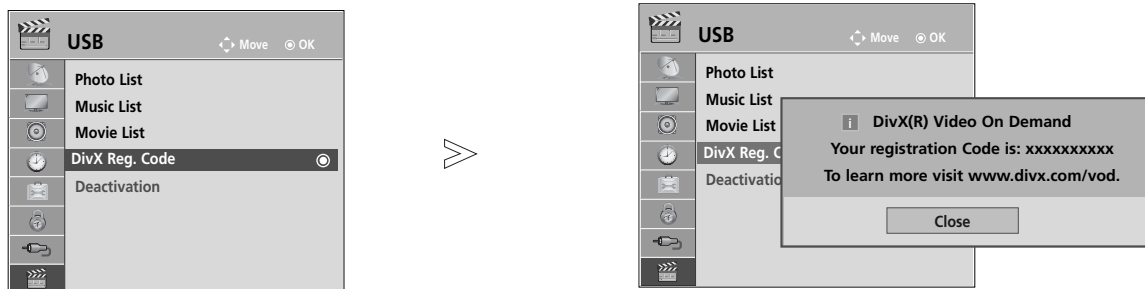 USB
Move OK
Photo List
Music List
Movie List
DivX Reg. Code
Deactivation
USB
Move OK
Photo List
Music List
Movie List
DivX Reg. C
Deactivatio
i DivX(R) Video On Demand
Your registration Code is: xxxxxxxxxx
To learn more visit www.divx.com/vod.
Close